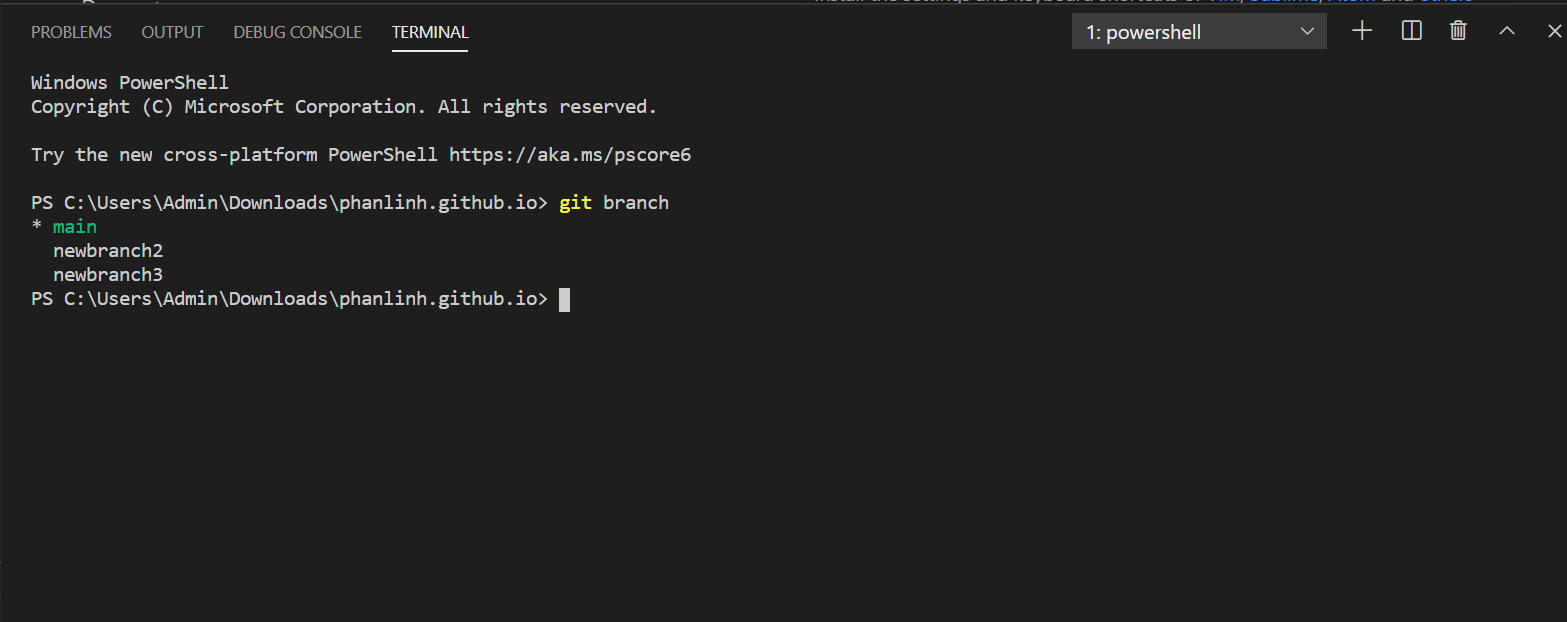 PROBLEMS OUTPUT DEBUG CONSOLE TERMINAL 1: powershell
Windows PowerShell
Copyright (C) Microsoft Corporation. All rights reserved.
Try the new cross-platform PowerShell https://aka.ms/pscore6
PS C:\Users\Admin\Downloads\phanlinh.github.io> git branch
* main
newbranch2
newbranch3
PS C:\Users\Admin\Downloads\phanlinh.github.io>